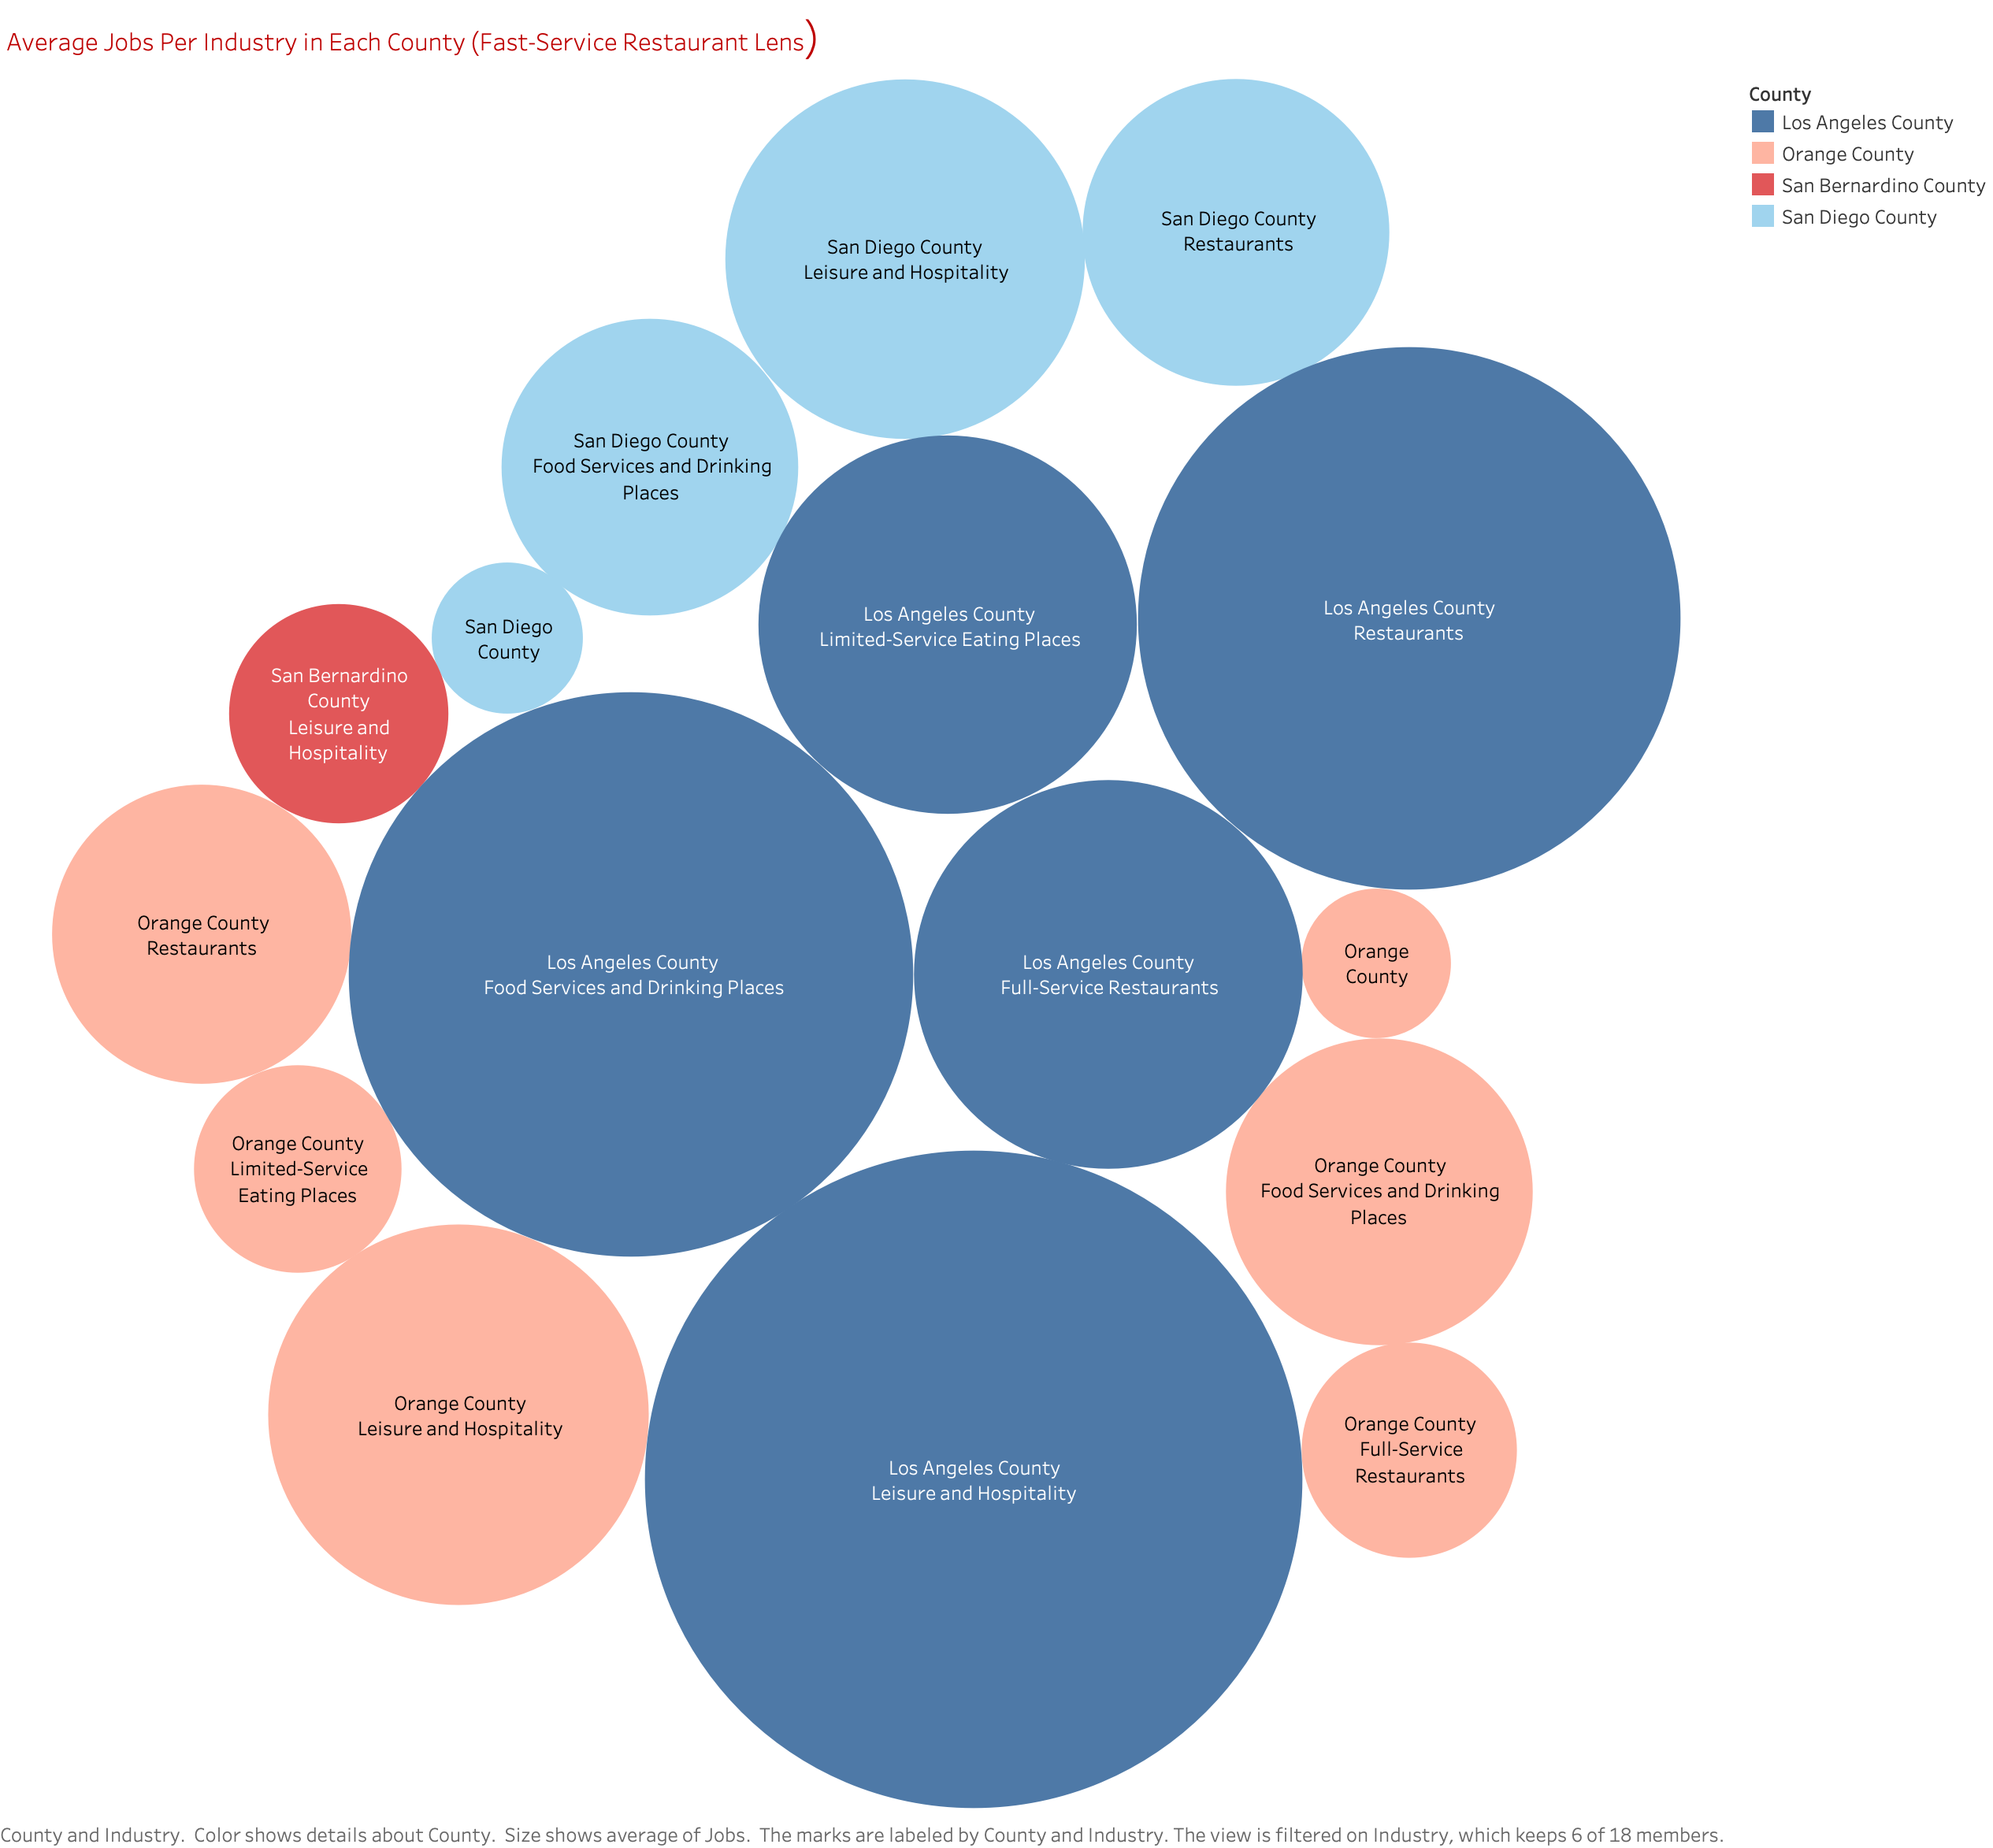 Average Jobs Per Industry in Each County (Fast-Service Restaurant Lens)
County
Los Angeles County
Orange County
San Bernardino County
San Diego County
San Diego County
Leisure and Hospitality
San Diego County
Restaurants
San Diego County
Food Services and Drinking
Places
San Diego
County
Los Angeles County
Limited-Service Eating Places
Los Angeles County
Restaurants
San Bernardino
County
Leisure and
Hospitality
Orange County
Restaurants
Los Angeles County
Food Services and Drinking Places
Los Angeles County
Full-Service Restaurants
Orange
County
Orange County
Limited-Service
Eating Places
Orange County
Food Services and Drinking
Places
Orange County
Leisure and Hospitality
Los Angeles County
Leisure and Hospitality
Orange County
Full-Service
Restaurants
County and Industry.  Color shows details about County.  Size shows average of Jobs.  The marks are labeled by County and Industry. The view is filtered on Industry, which keeps 6 of 18 members.